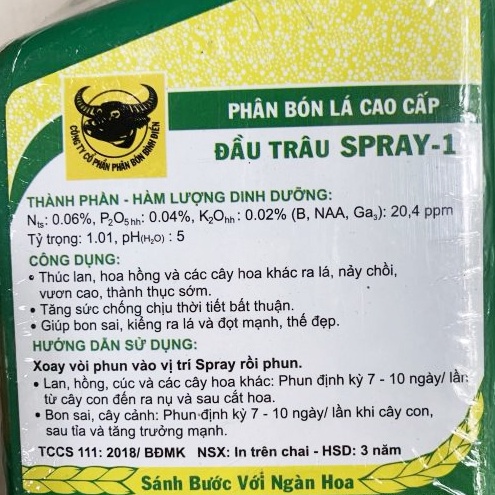 CÔNG TY CỔ PHẦN PHÂN BÓN BÌNH ĐIỀN
PHÂN BÓN LÁ CAO CẤP
ĐẦU TRÂU SPRAY-1
THÀNH PHẦN - HÀM LƯỢNG DINH DƯỠNG:
Nts: 0.06%, P2O5hh: 0.04%, K2Ohh : 0.02% (B, NAA, Ga3): 20,4 ppm
Tỷ trọng: 1.01, pH(H2O) : 5
CÔNG DỤNG:
• Thúc lan, hoa hồng và các cây hoa khác ra lá, nảy chồi,
vươn cao, thành thục sớm.
• Tăng sức chống chịu thời tiết bất thuận.
• Giúp bon sai, kiểng ra lá và đọt mạnh, thế đẹp.
HƯỚNG DẪN SỬ DỤNG:
Xoay vòi phun vào vị trí Spray rồi phun.
• Lan, hồng, cúc và các cây hoa khác: Phun định kỳ 7 - 10 ngày/ lần
từ cây con đến ra nụ và sau cắt hoa.
• Bon sai, cây cảnh: Phun định kỳ 7 - 10 ngày/ lần khi cây con,
sau tỉa và tăng trưởng mạnh.
TCCS 111: 2018/ BĐMK NSX: In trên chai - HSD: 3 năm
Sánh Bước Với Ngàn Hoa